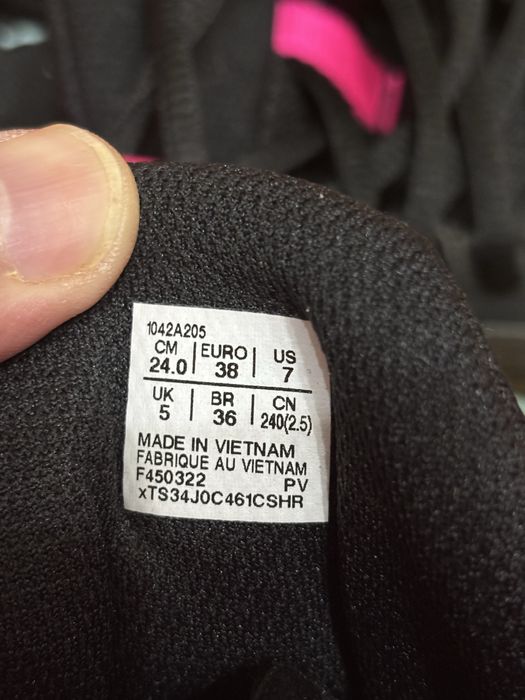 1042A205
CM EURO US
24.0 38 7
UK BR CN
5 36 240(2.5)
MADE IN VIETNAM
FABRIQUE AU VIETNAM
F450322 PV
xTS34J0C461CSHR